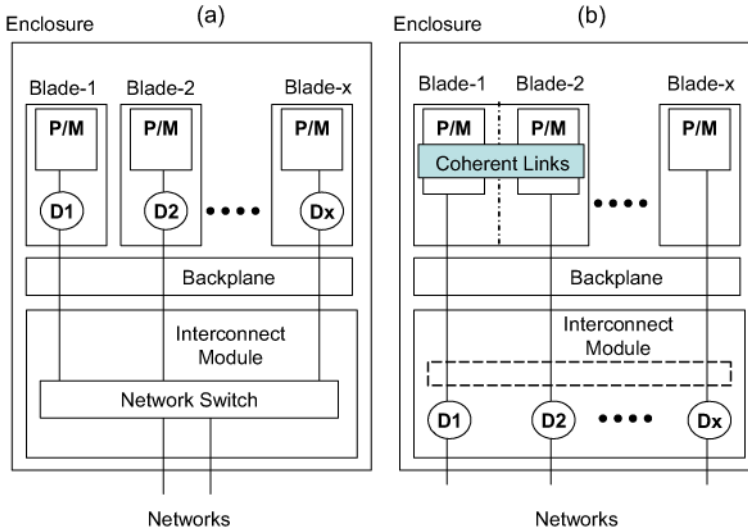 (a)
Enclosure
Blade-1
Blade-2
Blade-x
P/M
P/M
P/M
D1
D2
Dx
Backplane
Interconnect
Module
Network Switch
Networks
(b)
Enclosure
Blade-1
Blade-2
Blade-x
P/M
P/M
P/M
Coherent Links
Backplane
Interconnect
Module
D1
D2
Dx
Networks